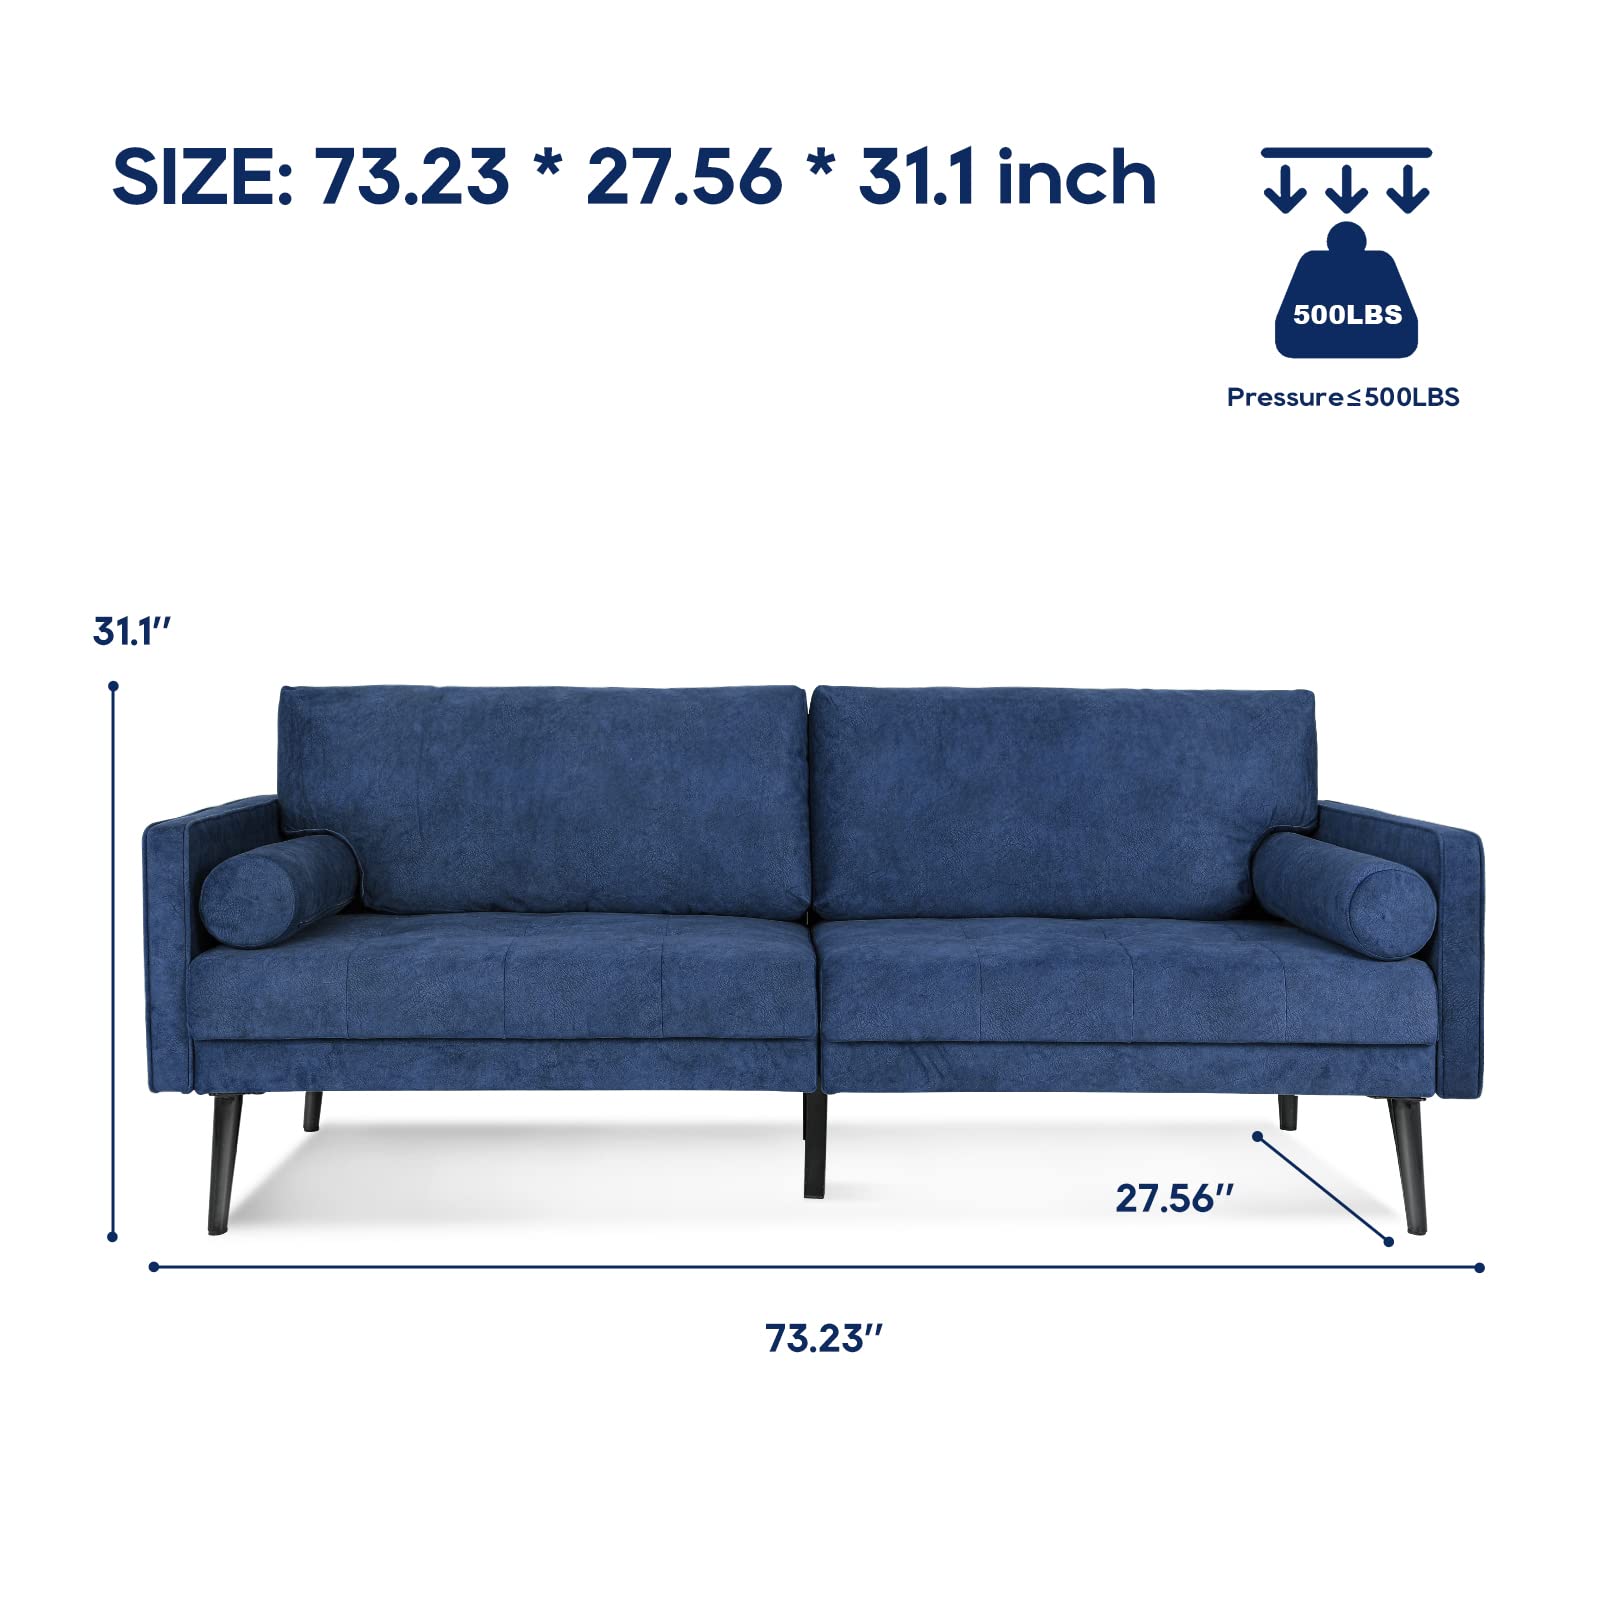 SIZE: 73.23 * 27.56 * 31.1 inch
500LBS
Pressure≤500LBS
31.1''
27.56''
73.23''